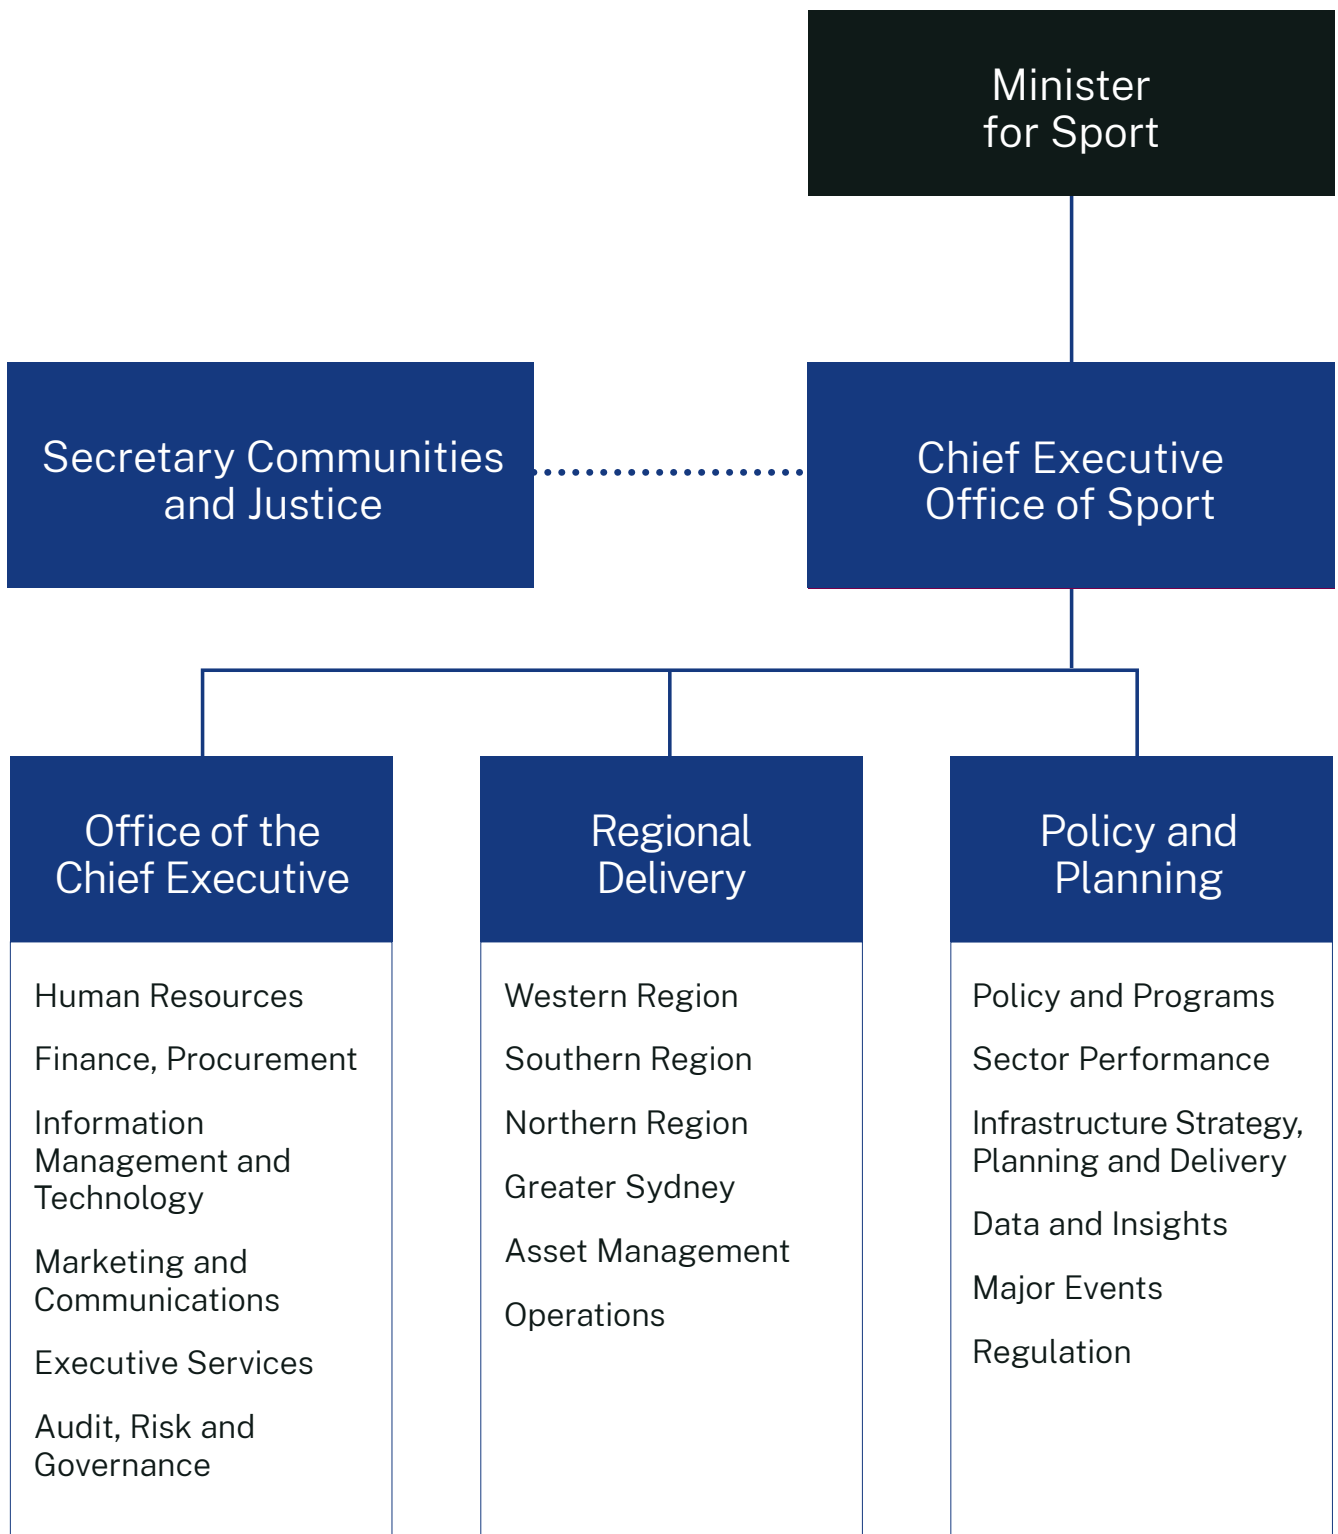 Minister
for Sport
Secretary Communities
and Justice
Chief Executive
Office of Sport
Office of the
Chief Executive
Human Resources
Finance, Procurement
Information
Management and
Technology
Marketing and
Communications
Executive Services
Audit, Risk and
Governance
Regional
Delivery
Western Region
Southern Region
Northern Region
Greater Sydney
Asset Management
Operations
Policy and
Planning
Policy and Programs
Sector Performance
Infrastructure Strategy,
Planning and Delivery
Data and Insights
Major Events
Regulation